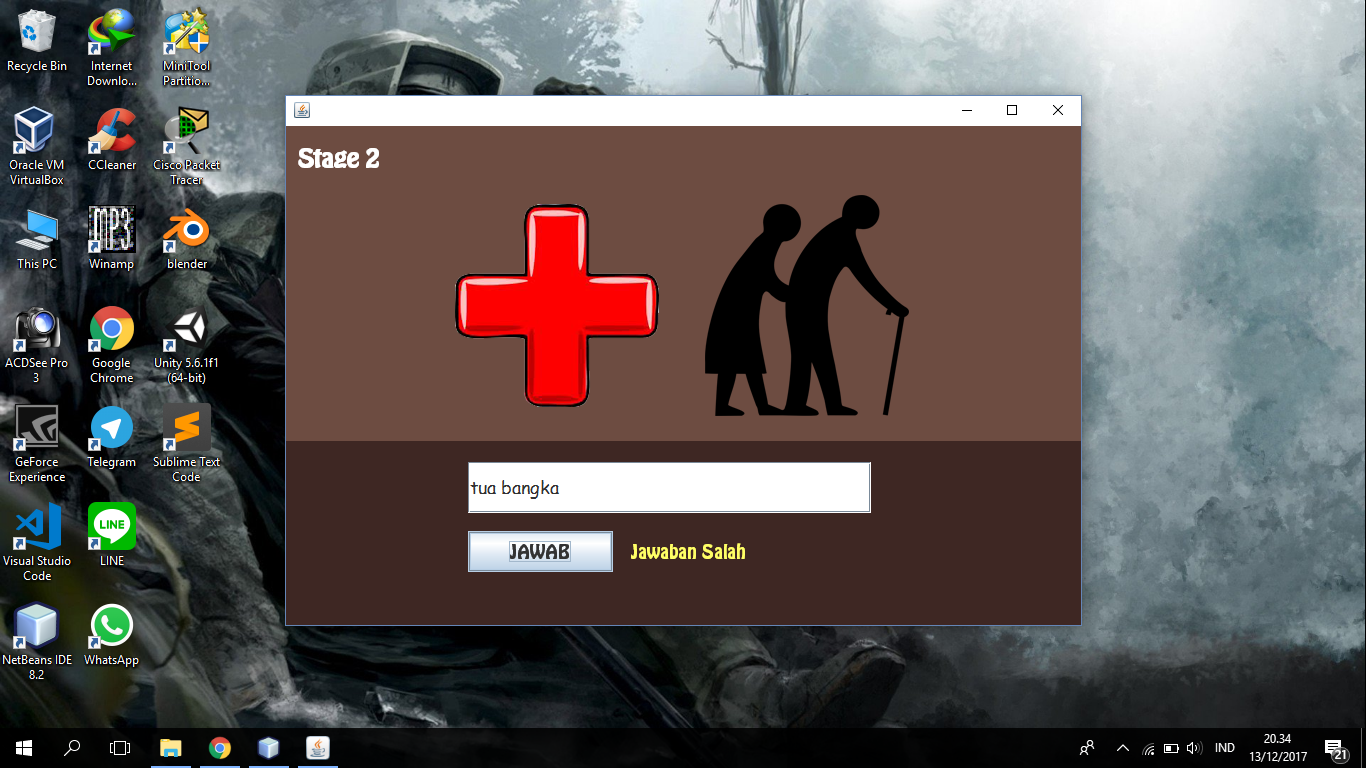 Recycle Bin
Internet
Downlo...
MiniTool
Partitio...
Oracle VM
VirtualBox
CCleaner
Cisco Packet
Tracer
This PC
MP3
Winamp
blender
ACDSee Pro
3
Google
Chrome
Unity 5.6.1f1
(64-bit)
GeForce
Experience
Telegram
Sublime Text
Code
Visual Studio
Code
LINE
LINE
NetBeans IDE
8.2
WhatsApp
Stage 2
tua bangka
JAWAB
Jawaban Salah
IND
20.34
13/12/2017
21